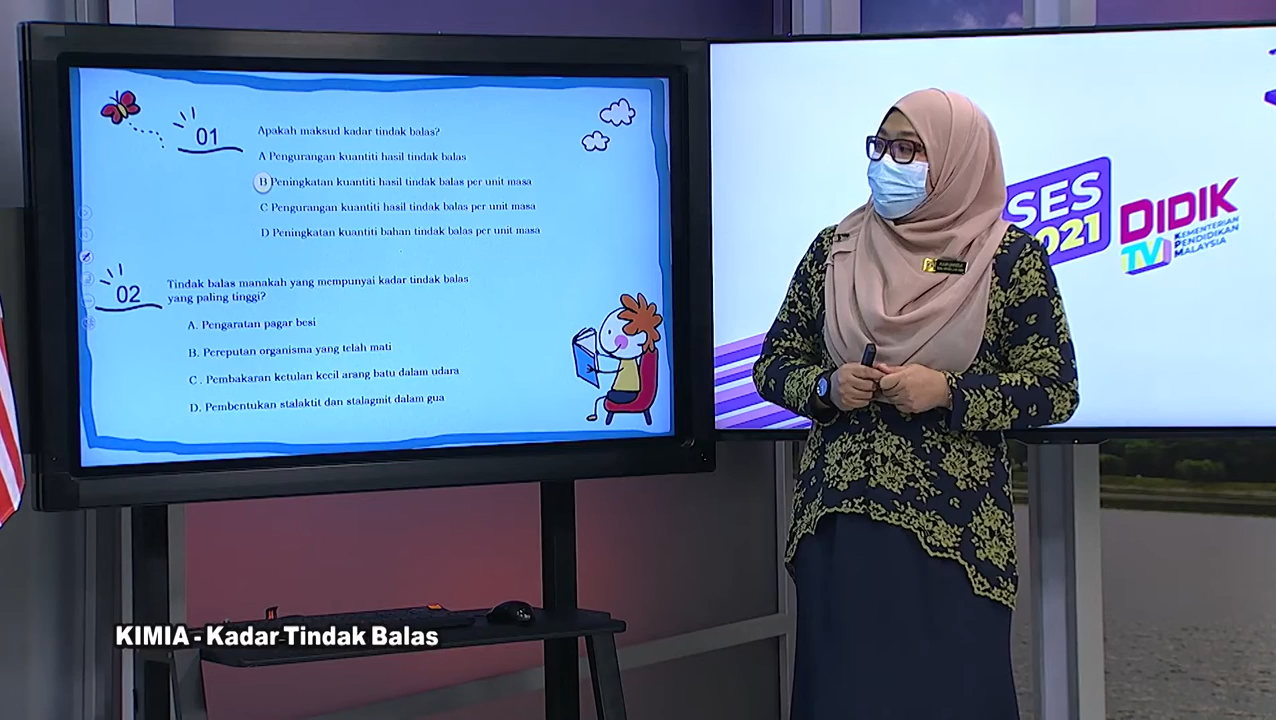 01
Apakah maksud kadar tindak balas?
A Pengurangan kuantiti hasil tindak balas
B Peningkatan kuantiti hasil tindak balas per unit masa
C Pengurangan kuantiti hasil tindak balas per unit masa
D Peningkatan kuantiti bahan tindak balas per unit masa
02
Tindak balas manakah yang mempunyai kadar tindak balas
yang paling tinggi?
A. Pengaratan pagar besi
B. Pereputan organisma yang telah mati
C . Pembakaran ketulan kecil arang batu dalam udara
D. Pembentukan stalaktit dan stalagmit dalam gua
SES
2021
DIDIK
TV
KEMENTERIAN
PENDIDIKAN
MALAYSIA
KIMIA - Kadar Tindak Balas